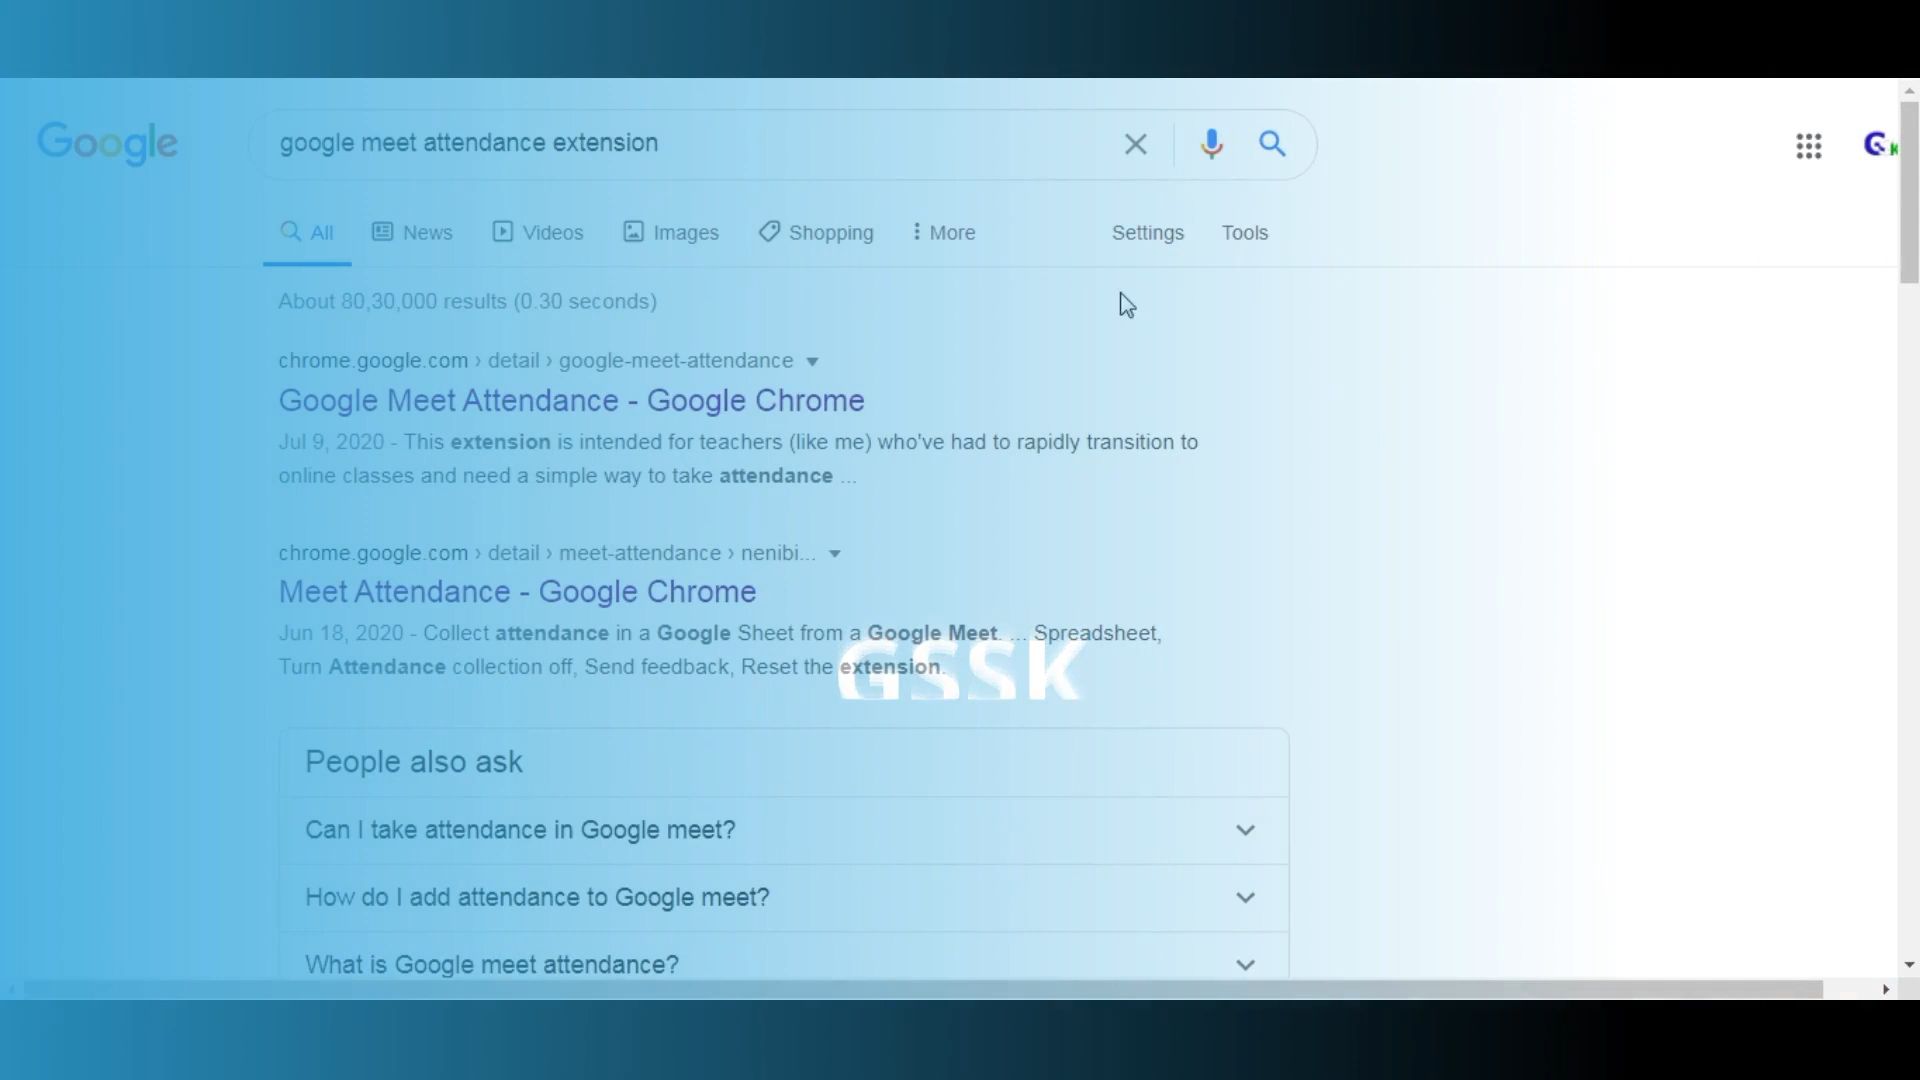 Google
google meet attendance extension
All News Videos Images Shopping More Settings Tools
About 80,30,000 results (0.30 seconds)
chrome.google.com › detail › google-meet-attendance
Google Meet Attendance - Google Chrome
Jul 9, 2020 - This extension is intended for teachers (like me) who've had to rapidly transition to
online classes and need a simple way to take attendance ...
chrome.google.com › detail › meet-attendance › nenibi...
Meet Attendance - Google Chrome
Jun 18, 2020 - Collect attendance in a Google Sheet from a Google Meet. ... Spreadsheet,
Turn Attendance collection off, Send feedback, Reset the extension.
GSSK
People also ask
Can I take attendance in Google meet?
How do I add attendance to Google meet?
What is Google meet attendance?